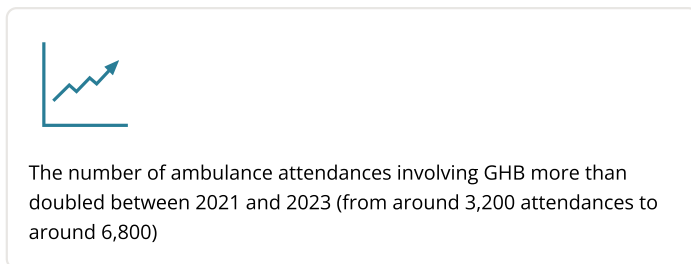 The number of ambulance attendances involving GHB more than
doubled between 2021 and 2023 (from around 3,200 attendances to
around 6,800)